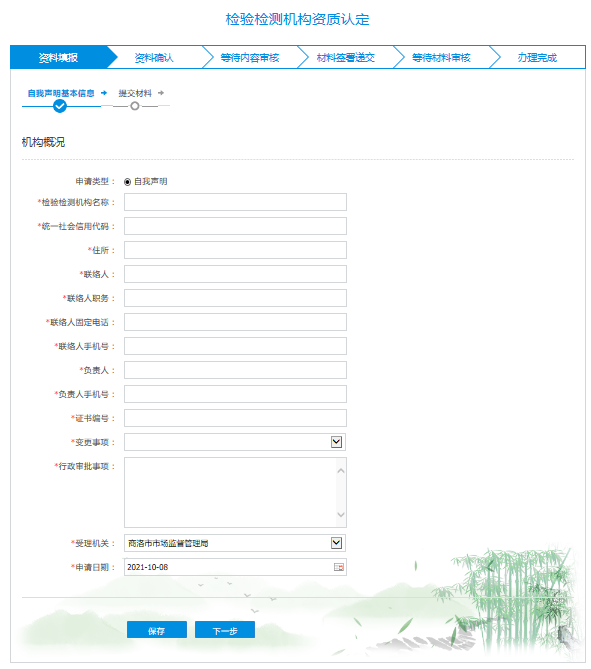 检验检测机构资质认定
资料填报 资料确认 等待内容审核 材料签署递交 等待材料审核 办理完成
自我声明基本信息 提交材料
机构概况
申请类型： 自我声明
*检验检测机构名称：
*统一社会信用代码：
*住所：
*联络人：
*联络人职务：
*联络人固定电话：
*联络人手机号：
*负责人：
*负责人手机号：
*证书编号：
*变更事项：
*行政审批事项：
*受理机关： 商洛市市场监督管理局
*申请日期： 2021-10-08
保存 下一步